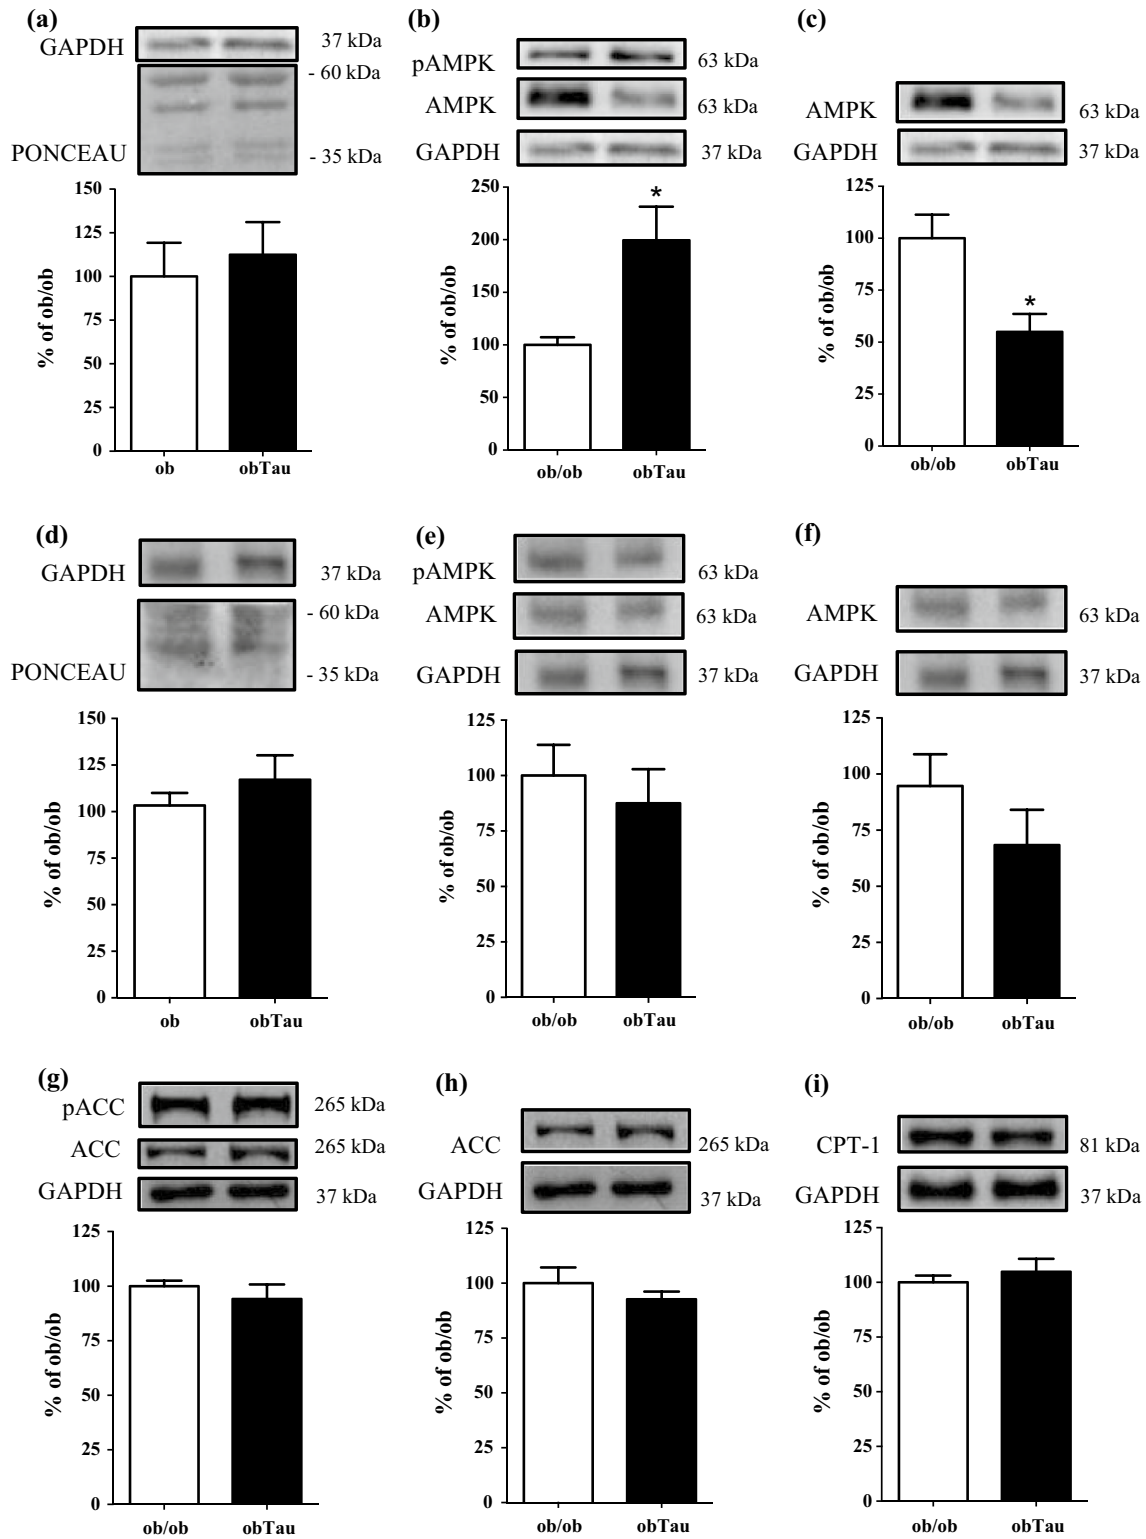 (a)
GAPDH
37 kDa
- 60 kDa
PONCEAU
- 35 kDa
150
125
100
75
50
25
0
% of ob/ob
ob
obTau
(b)
pAMPK
63 kDa
AMPK
63 kDa
GAPDH
37 kDa
250
200
150
100
50
0
% of ob/ob
*
ob/ob
obTau
(c)
AMPK
63 kDa
GAPDH
37 kDa
125
100
75
50
25
0
% of ob/ob
*
ob/ob
obTau
(d)
GAPDH
37 kDa
- 60 kDa
PONCEAU
- 35 kDa
150
125
100
75
50
25
0
% of ob/ob
ob
obTau
(e)
pAMPK
63 kDa
AMPK
63 kDa
GAPDH
37 kDa
125
100
75
50
25
0
% of ob/ob
ob/ob
obTau
(f)
AMPK
63 kDa
GAPDH
37 kDa
125
100
75
50
25
0
% of ob/ob
ob/ob
obTau
(g)
pACC
265 kDa
ACC
265 kDa
GAPDH
37 kDa
125
100
75
50
25
0
% of ob/ob
ob/ob
obTau
(h)
ACC
265 kDa
GAPDH
37 kDa
125
100
75
50
25
0
% of ob/ob
ob/ob
obTau
(i)
CPT-1
81 kDa
GAPDH
37 kDa
125
100
75
50
25
0
% of ob/ob
ob/ob
obTau